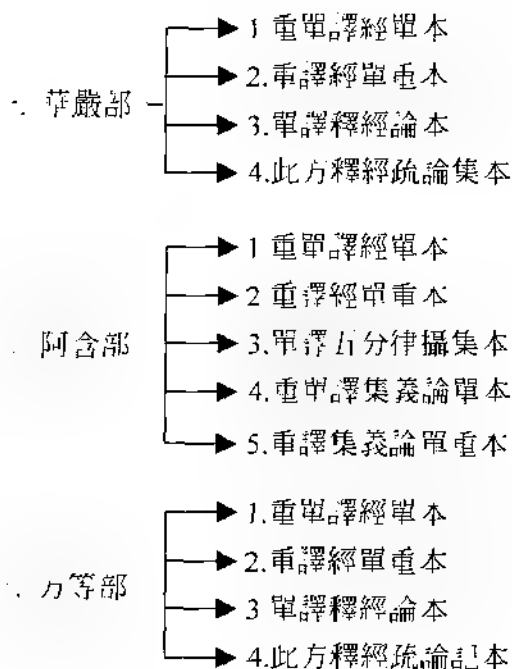 1 重單譯經單本
2.重譯經單重本
華嚴部
3.單譯釋經論本
4.此方釋經疏論集本
1 重單譯經單本
2 重譯經單重本
阿含部
3.單譯五分律攝集本
4.重單譯集義論單本
5.重譯集義論單重本
1.重單譯經單本
2.重譯經單重本
方等部
3 單譯釋經論本
4.此方釋經疏論記本